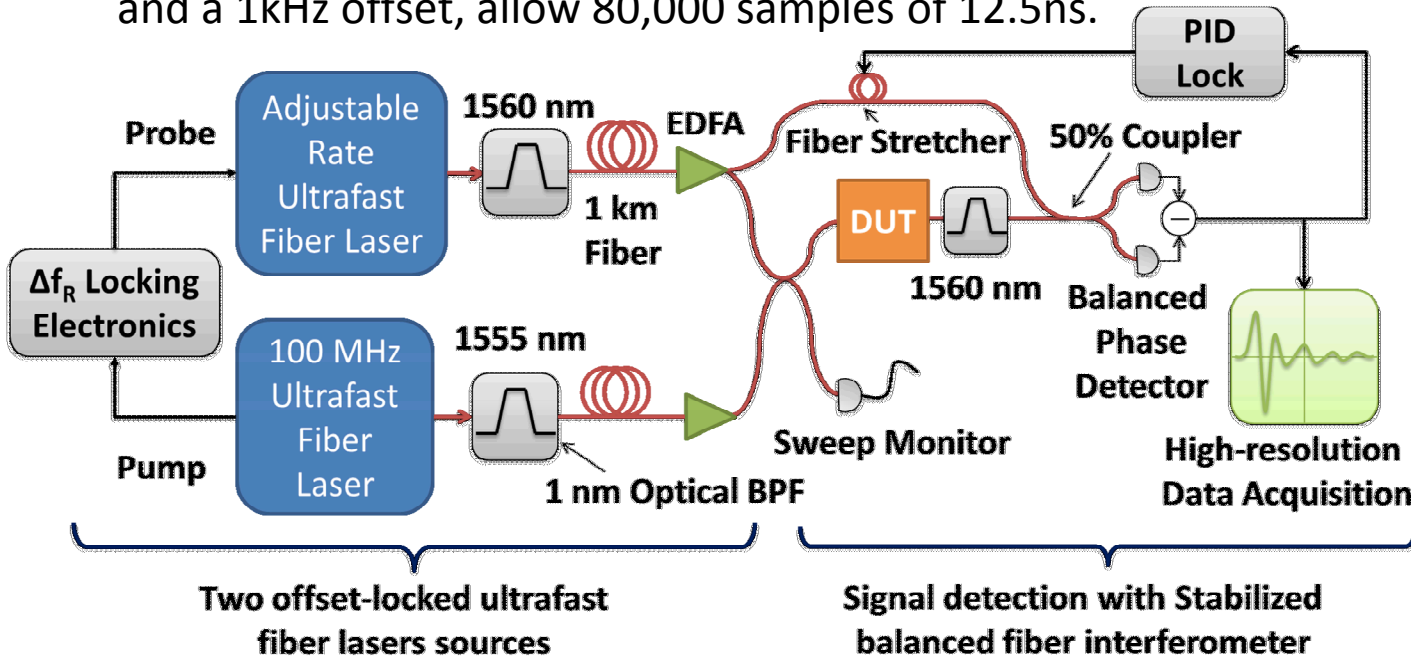 and a 1kHz offset, allow 80,000 samples of 12.5ns.
PID
Lock
Adjustable
Rate
Ultrafast
Fiber Laser
Probe
1560 nm
EDFA
1 km
Fiber
Fiber Stretcher
50% Coupler
DUT
1560 nm
Balanced
Phase
Detector
ΔfR Locking
Electronics
100 MHz
Ultrafast
Fiber
Laser
Pump
1555 nm
1 nm Optical BPF
Sweep Monitor
High-resolution
Data Acquisition
Two offset-locked ultrafast
fiber lasers sources
Signal detection with Stabilized
balanced fiber interferometer